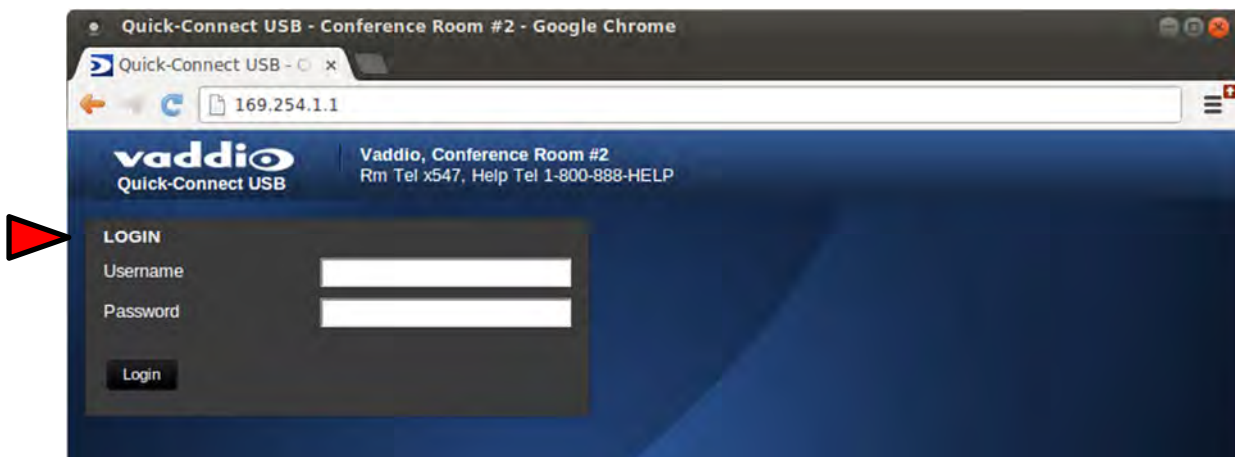 Quick-Connect USB - Conference Room #2 - Google Chrome
Quick-Connect USB -
169.254.1.1
vaddio
Quick-Connect USB
Vaddio, Conference Room #2
Rm Tel x547, Help Tel 1-800-888-HELP
LOGIN
Username
Password
Login